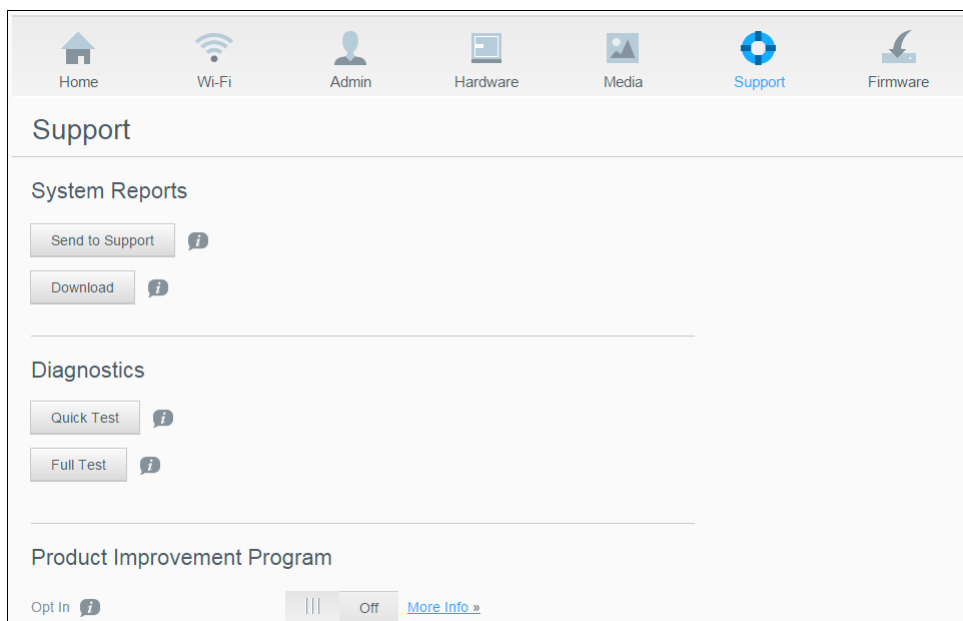 Home Wi-Fi Admin Hardware Media Support Firmware
Support
System Reports
Send to Support
Download
Diagnostics
Quick Test
Full Test
Product Improvement Program
Opt In Off More Info »